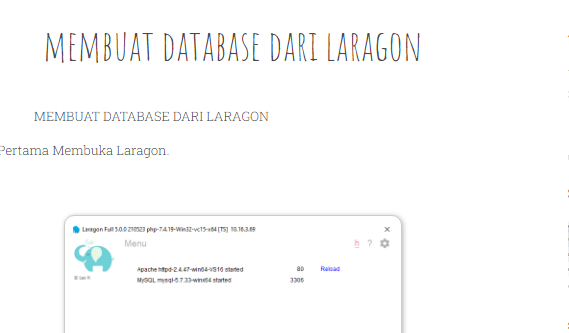 MEMBUAT DATABASE DARI LARAGON
MEMBUAT DATABASE DARI LARAGON
Pertama Membuka Laragon.
Laragon Full 5.0.0 210523 php-7.4.19-Win32-vc15-x64 [TS] 10.16.3.69
Menu h ?
Apache httpd-2.4.47-win64-VS16 started 80 Reload
MySQL mysql-5.7.33-winx64 started 3306